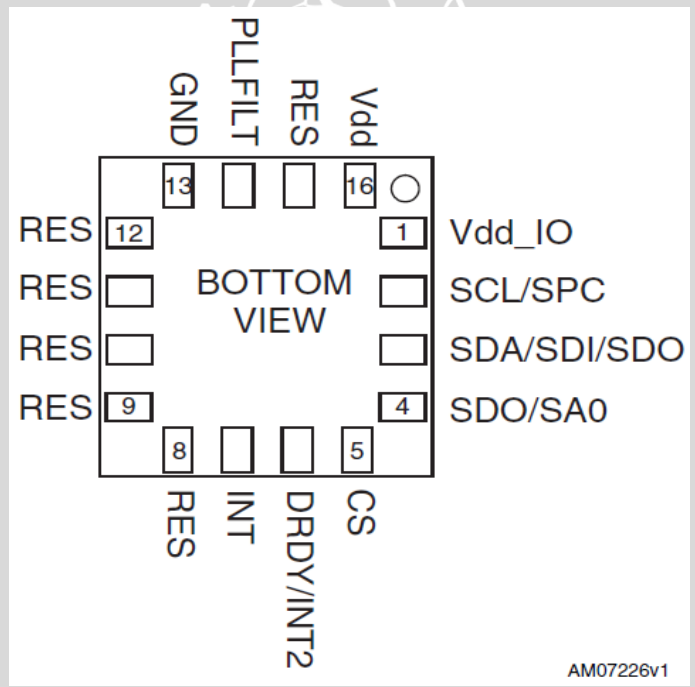 GND
PLLFILT
RES
Vdd
13
16
RES
12
1
Vdd_IO
RES
BOTTOM
VIEW
SCL/SPC
RES
SDA/SDI/SDO
RES
9
4
SDO/SA0
8
5
RES
INT
DRDY/INT2
CS
AM07226v1